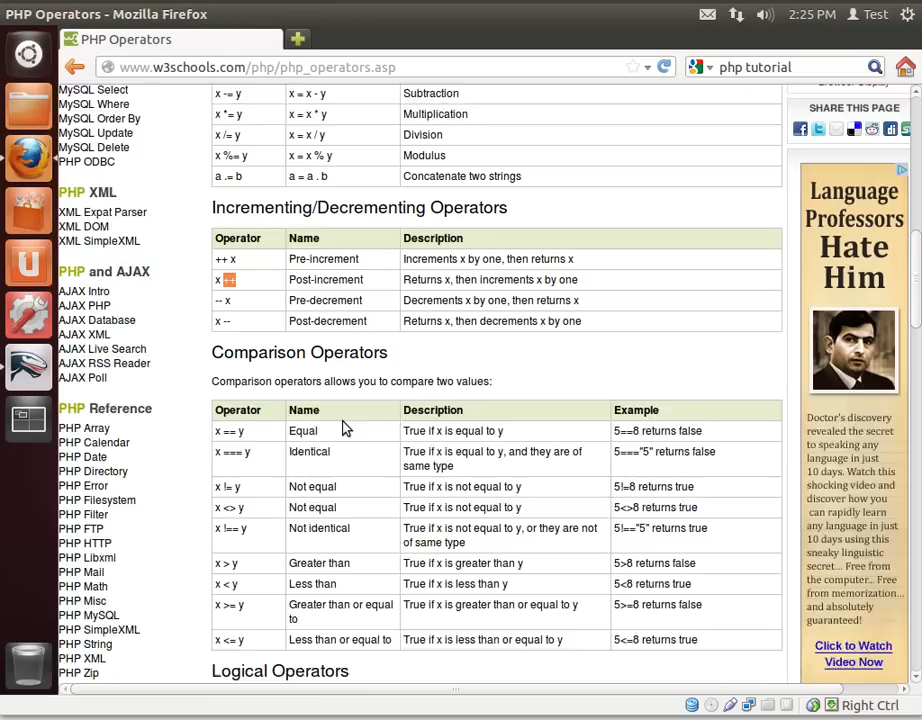 PHP Operators - Mozilla Firefox
2:25 PM Test
PHP Operators
www.w3schools.com/php/php_operators.asp
php tutorial
MySQL Select
MySQL Where
MySQL Order By
MySQL Update
MySQL Delete
PHP ODBC
PHP XML
XML Expat Parser
XML DOM
XML SimpleXML
PHP and AJAX
AJAX Intro
AJAX PHP
AJAX Database
AJAX XML
AJAX Live Search
AJAX RSS Reader
AJAX Poll
PHP Reference
PHP Array
PHP Calendar
PHP Date
PHP Directory
PHP Error
PHP Filesystem
PHP Filter
PHP FTP
PHP HTTP
PHP Libxml
PHP Mail
PHP Math
PHP Misc
PHP MySQL
PHP SimpleXML
PHP String
PHP XML
PHP Zip
x -= y x = x - y Subtraction
x *= y x = x * y Multiplication
x /= y x = x / y Division
x %= y x = x % y Modulus
a .= b a = a . b Concatenate two strings
Incrementing/Decrementing Operators
Operator Name Description
++ x Pre-increment Increments x by one, then returns x
x ++ Post-increment Returns x, then increments x by one
-- x Pre-decrement Decrements x by one, then returns x
x -- Post-decrement Returns x, then decrements x by one
Comparison Operators
Comparison operators allows you to compare two values:
Operator Name Description Example
x == y Equal True if x is equal to y 5==8 returns false
x === y Identical True if x is equal to y, and they are of 5==="5" returns false
same type
x != y Not equal True if x is not equal to y 5!=8 returns true
x <> y Not equal True if x is not equal to y 5<>8 returns true
x !== y Not identical True if x is not equal to y, or they are not 5!=="5" returns true
of same type
x > y Greater than True if x is greater than y 5>8 returns false
x < y Less than True if x is less than y 5<8 returns true
x >= y Greater than or equal True if x is greater than or equal to y 5>=8 returns false
to
x <= y Less than or equal to True if x is less than or equal to y 5<=8 returns true
Logical Operators
SHARE THIS PAGE
Language
Professors
Hate
Him
Doctor's discovery
revealed the secret
to speaking any
language in just
10 days. Watch this
shocking video and
discover how you
can rapidly learn
any language in just
10 days using this
sneaky linguistic
secret... Free from
the computer... Free
from memorization...
and absolutely
guaranteed!
Click to Watch
Video Now
Right Ctrl